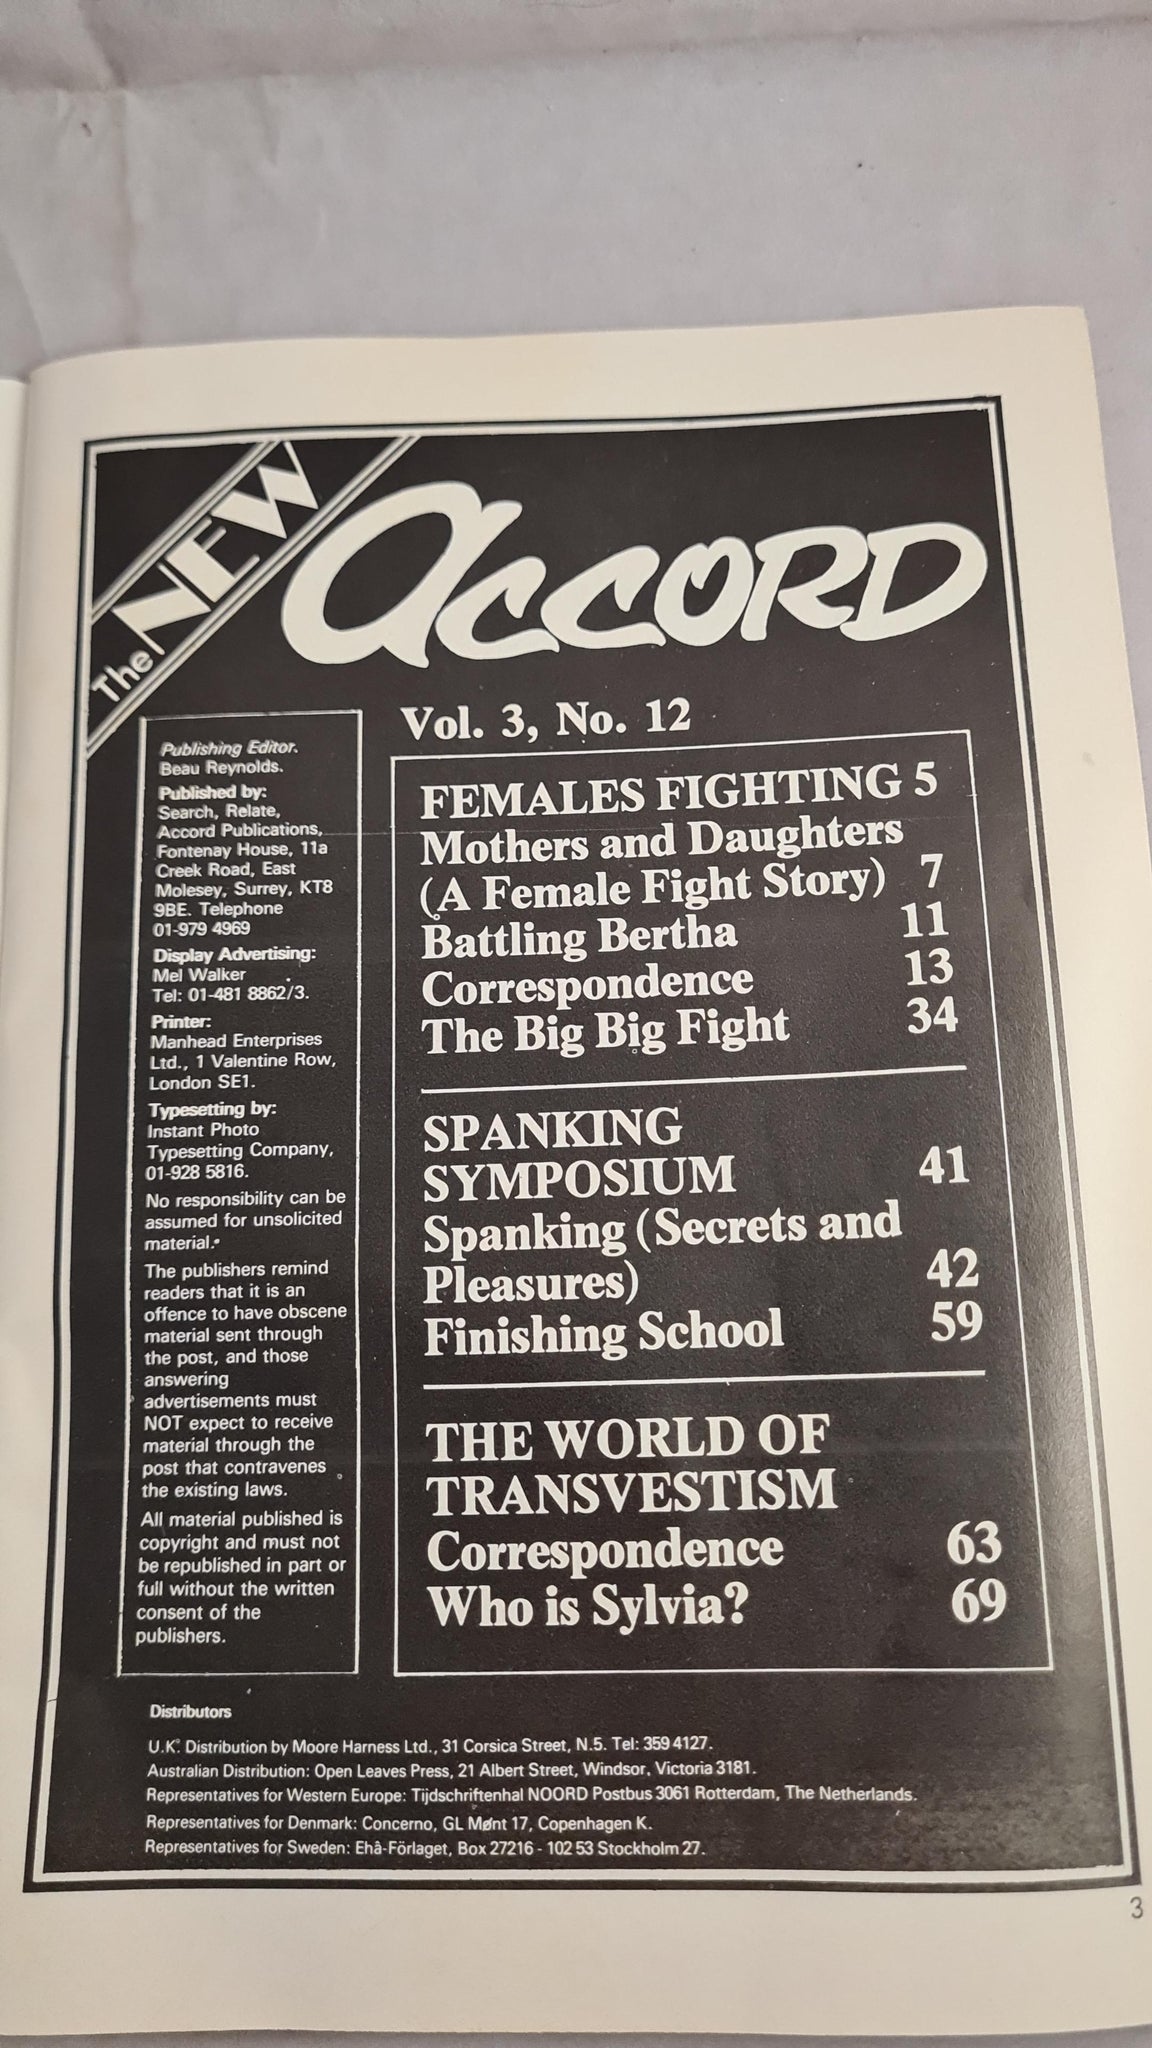 The NEW
accord
Vol. 3, No. 12
Publishing Editor.
Beau Reynolds.
Published by:
Search, Relate,
Accord Publications,
Fontenay House, 11a
Creek Road, East
Molesey, Surrey, KT8
9BE. Telephone
01-979 4969
Display Advertising:
Mel Walker
Tel: 01-481 8862/3.
Printer:
Manhead Enterprises
Ltd., 1 Valentine Row,
London SE1.
Typesetting by:
Instant Photo
Typesetting Company,
01-928 5816.
No responsibility can be
assumed for unsolicited
material.
The publishers remind
readers that it is an
offence to have obscene
material sent through
the post, and those
answering
advertisements must
NOT expect to receive
material through the
post that contravenes
the existing laws.
All material published is
copyright and must not
be republished in part or
full without the written
consent of the
publishers.
FEMALES FIGHTING 5
Mothers and Daughters
(A Female Fight Story) 7
Battling Bertha 11
Correspondence 13
The Big Big Fight 34
SPANKING
SYMPOSIUM 41
Spanking (Secrets and
Pleasures) 42
Finishing School 59
THE WORLD OF
TRANSVESTISM
Correspondence 63
Who is Sylvia? 69
Distributors
U.K. Distribution by Moore Harness Ltd., 31 Corsica Street, N.5. Tel: 359 4127.
Australian Distribution: Open Leaves Press, 21 Albert Street, Windsor, Victoria 3181.
Representatives for Western Europe: Tijdschriftenhal NOORD Postbus 3061 Rotterdam, The Netherlands.
Representatives for Denmark: Concerno, GL Mønt 17, Copenhagen K.
Representatives for Sweden: Ehâ-Förlaget, Box 27216 - 102 53 Stockholm 27.
3